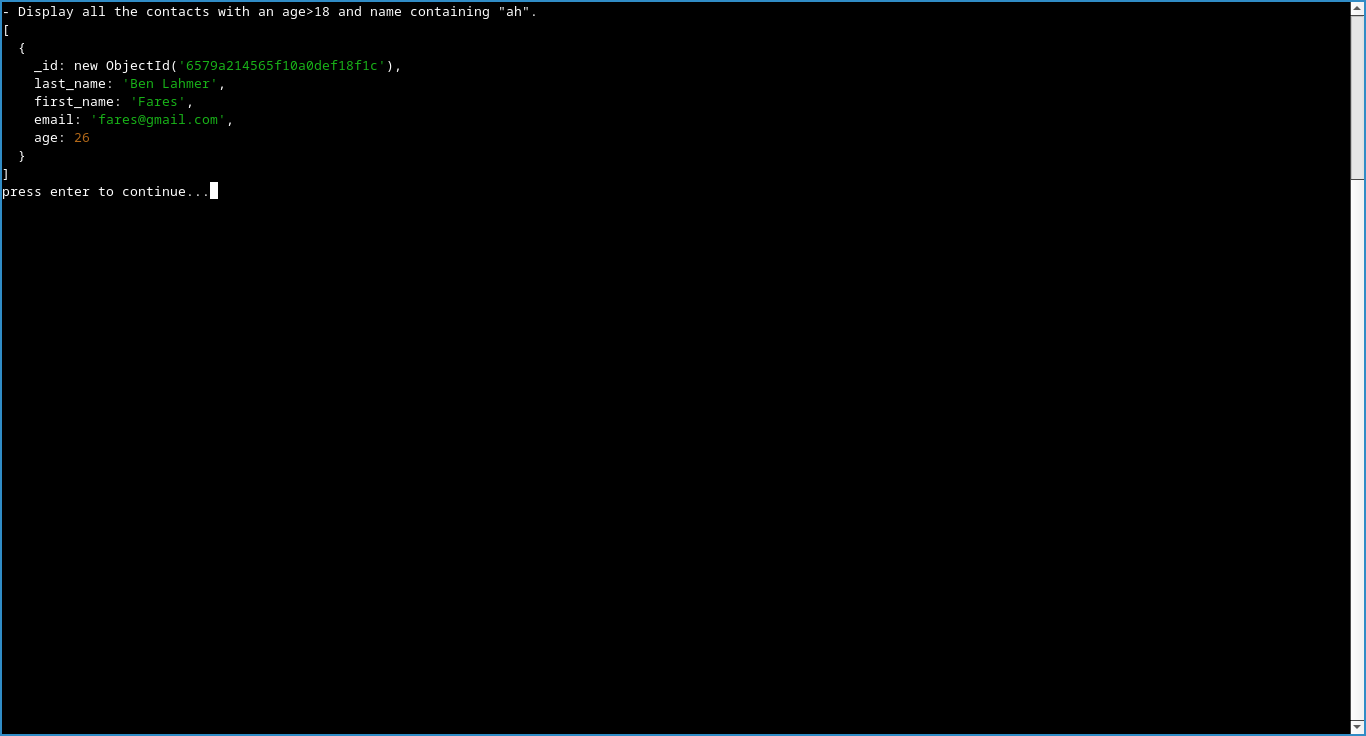 - Display all the contacts with an age>18 and name containing "ah".
[
  {
    _id: new ObjectId('6579a214565f10a0def18f1c'),
    last_name: 'Ben Lahmer',
    first_name: 'Fares',
    email: 'fares@gmail.com',
    age: 26
  }
]
press enter to continue...